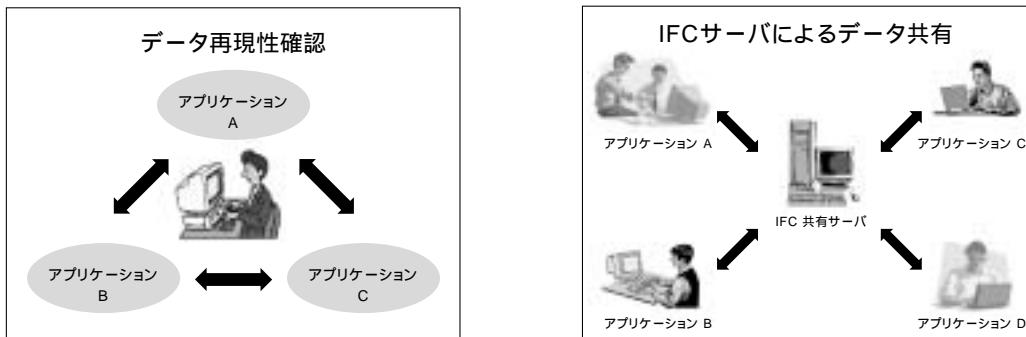 データ再現性確認
アプリケーション
A
アプリケーション
B
アプリケーション
C
IFCサーバによるデータ共有
アプリケーション A
アプリケーション C
IFC 共有サーバ
アプリケーション B
アプリケーション D